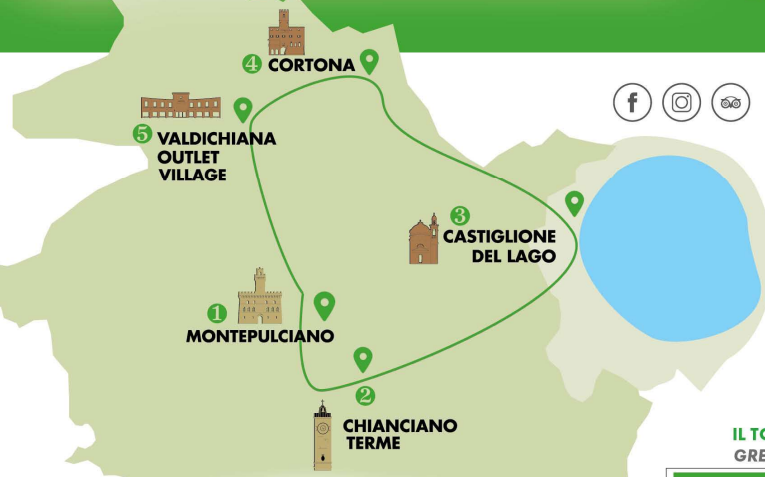 4 CORTONA
5 VALDICHIANA
OUTLET
VILLAGE
3
CASTIGLIONE
DEL LAGO
1
MONTEPULCIANO
2
CHIANCIANO
TERME
IL TO
GRE